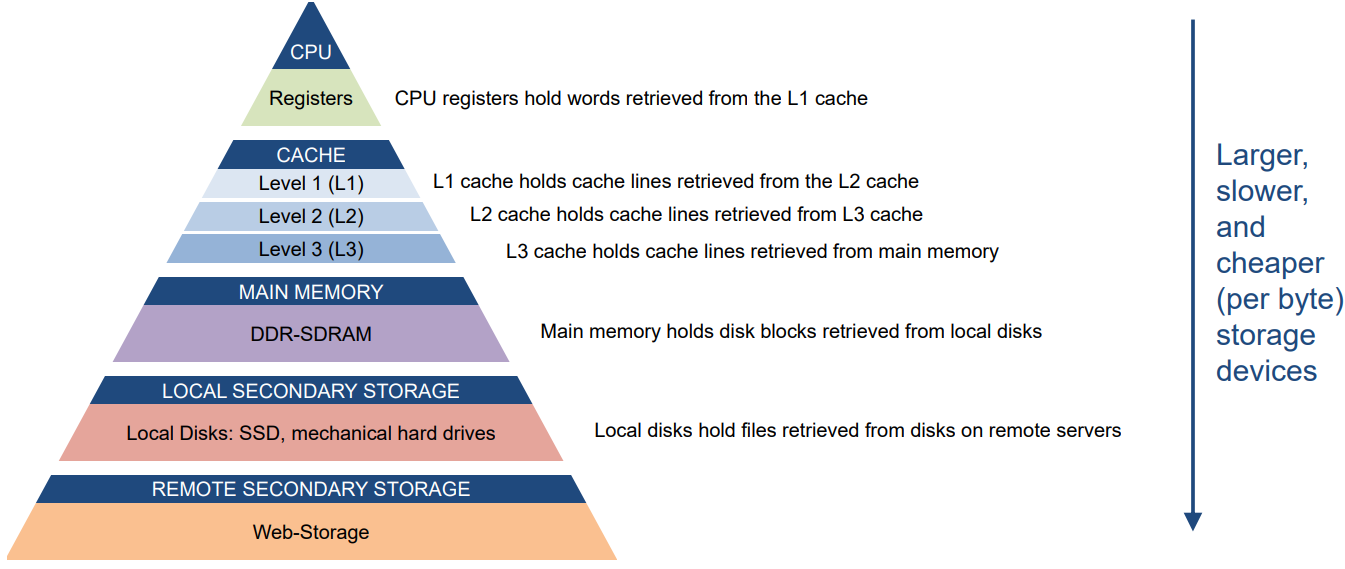 CPU
Registers
CPU registers hold words retrieved from the L1 cache
CACHE
Level 1 (L1)
L1 cache holds cache lines retrieved from the L2 cache
Level 2 (L2)
L2 cache holds cache lines retrieved from L3 cache
Level 3 (L3)
L3 cache holds cache lines retrieved from main memory
MAIN MEMORY
DDR-SDRAM
Main memory holds disk blocks retrieved from local disks
LOCAL SECONDARY STORAGE
Local Disks: SSD, mechanical hard drives
Local disks hold files retrieved from disks on remote servers
REMOTE SECONDARY STORAGE
Web-Storage
Larger,
slower,
and
cheaper
(per byte)
storage
devices